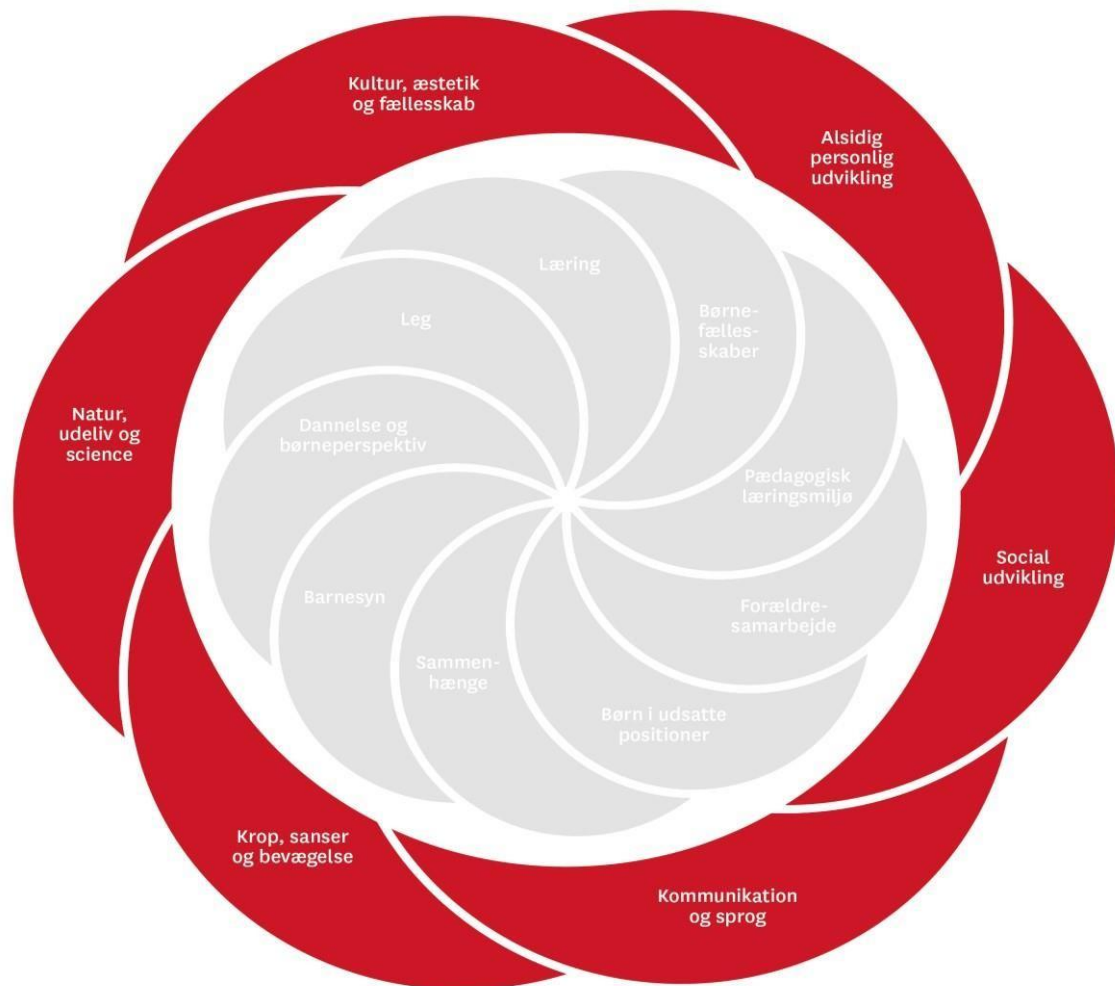 Kultur, æstetik
og fællesskab
Alsidig
personlig
udvikling
Social
udvikling
Kommunikation
og sprog
Krop, sanser
og bevægelse
Natur,
udeliv og
science
Læring
Børne-
fælles-
skaber
Pædagogisk
læringsmiljø
Forældre-
samarbejde
Børn i udsatte
positioner
Sammen-
hænge
Barnesyn
Dannelse og
børneperspektiv
Leg